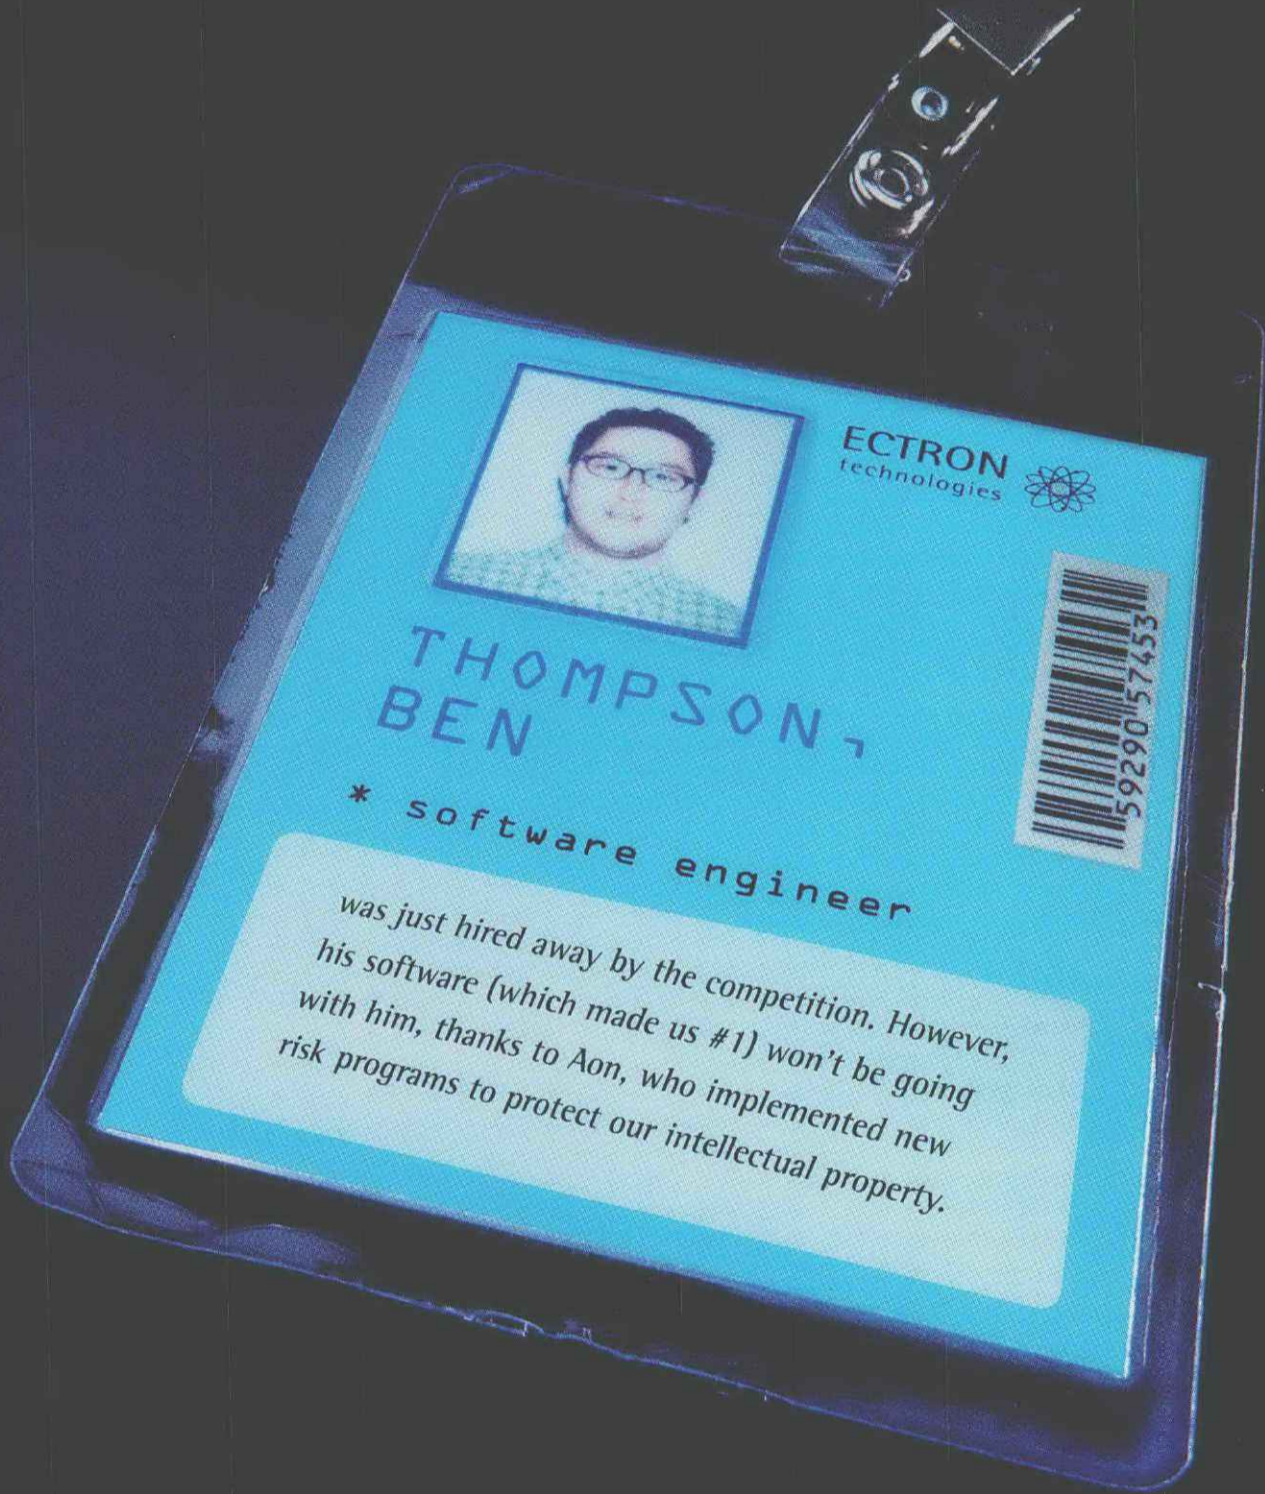 ECTRON
technologies
59290 57453
THOMPSON,
BEN
* software engineer
was just hired away by the competition. However,
his software (which made us #1) won't be going
with him, thanks to Aon, who implemented new
risk programs to protect our intellectual property.